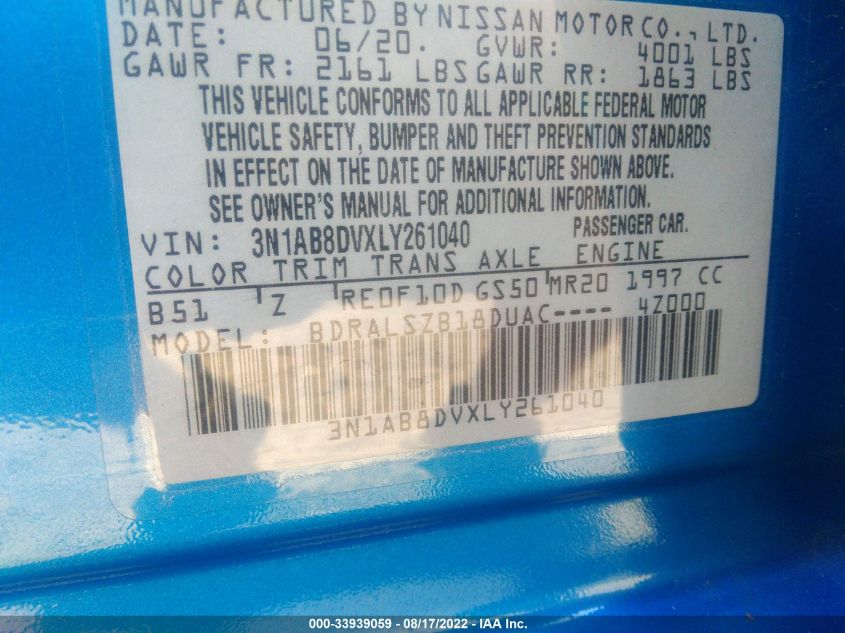 MANUFACTURED BY NISSAN MOTOR CO., LTD.
DATE: 06/20. GVWR: 4001 LBS
GAWR FR: 2161 LBS GAWR RR: 1863 LBS
THIS VEHICLE CONFORMS TO ALL APPLICABLE FEDERAL MOTOR
VEHICLE SAFETY, BUMPER AND THEFT PREVENTION STANDARDS
IN EFFECT ON THE DATE OF MANUFACTURE SHOWN ABOVE.
SEE OWNER'S MANUAL FOR ADDITIONAL INFORMATION.
VIN: 3N1AB8DVXLY261040 PASSENGER CAR.
COLOR TRIM TRANS AXLE ENGINE
B51 Z RE0F10D GS50 MR20 1997 CC
MODEL: BDRALSZB18DUAC---- 4Z000
3N1AB8DVXLY261040
000-33939059 - 08/17/2022 - IAA, Inc.